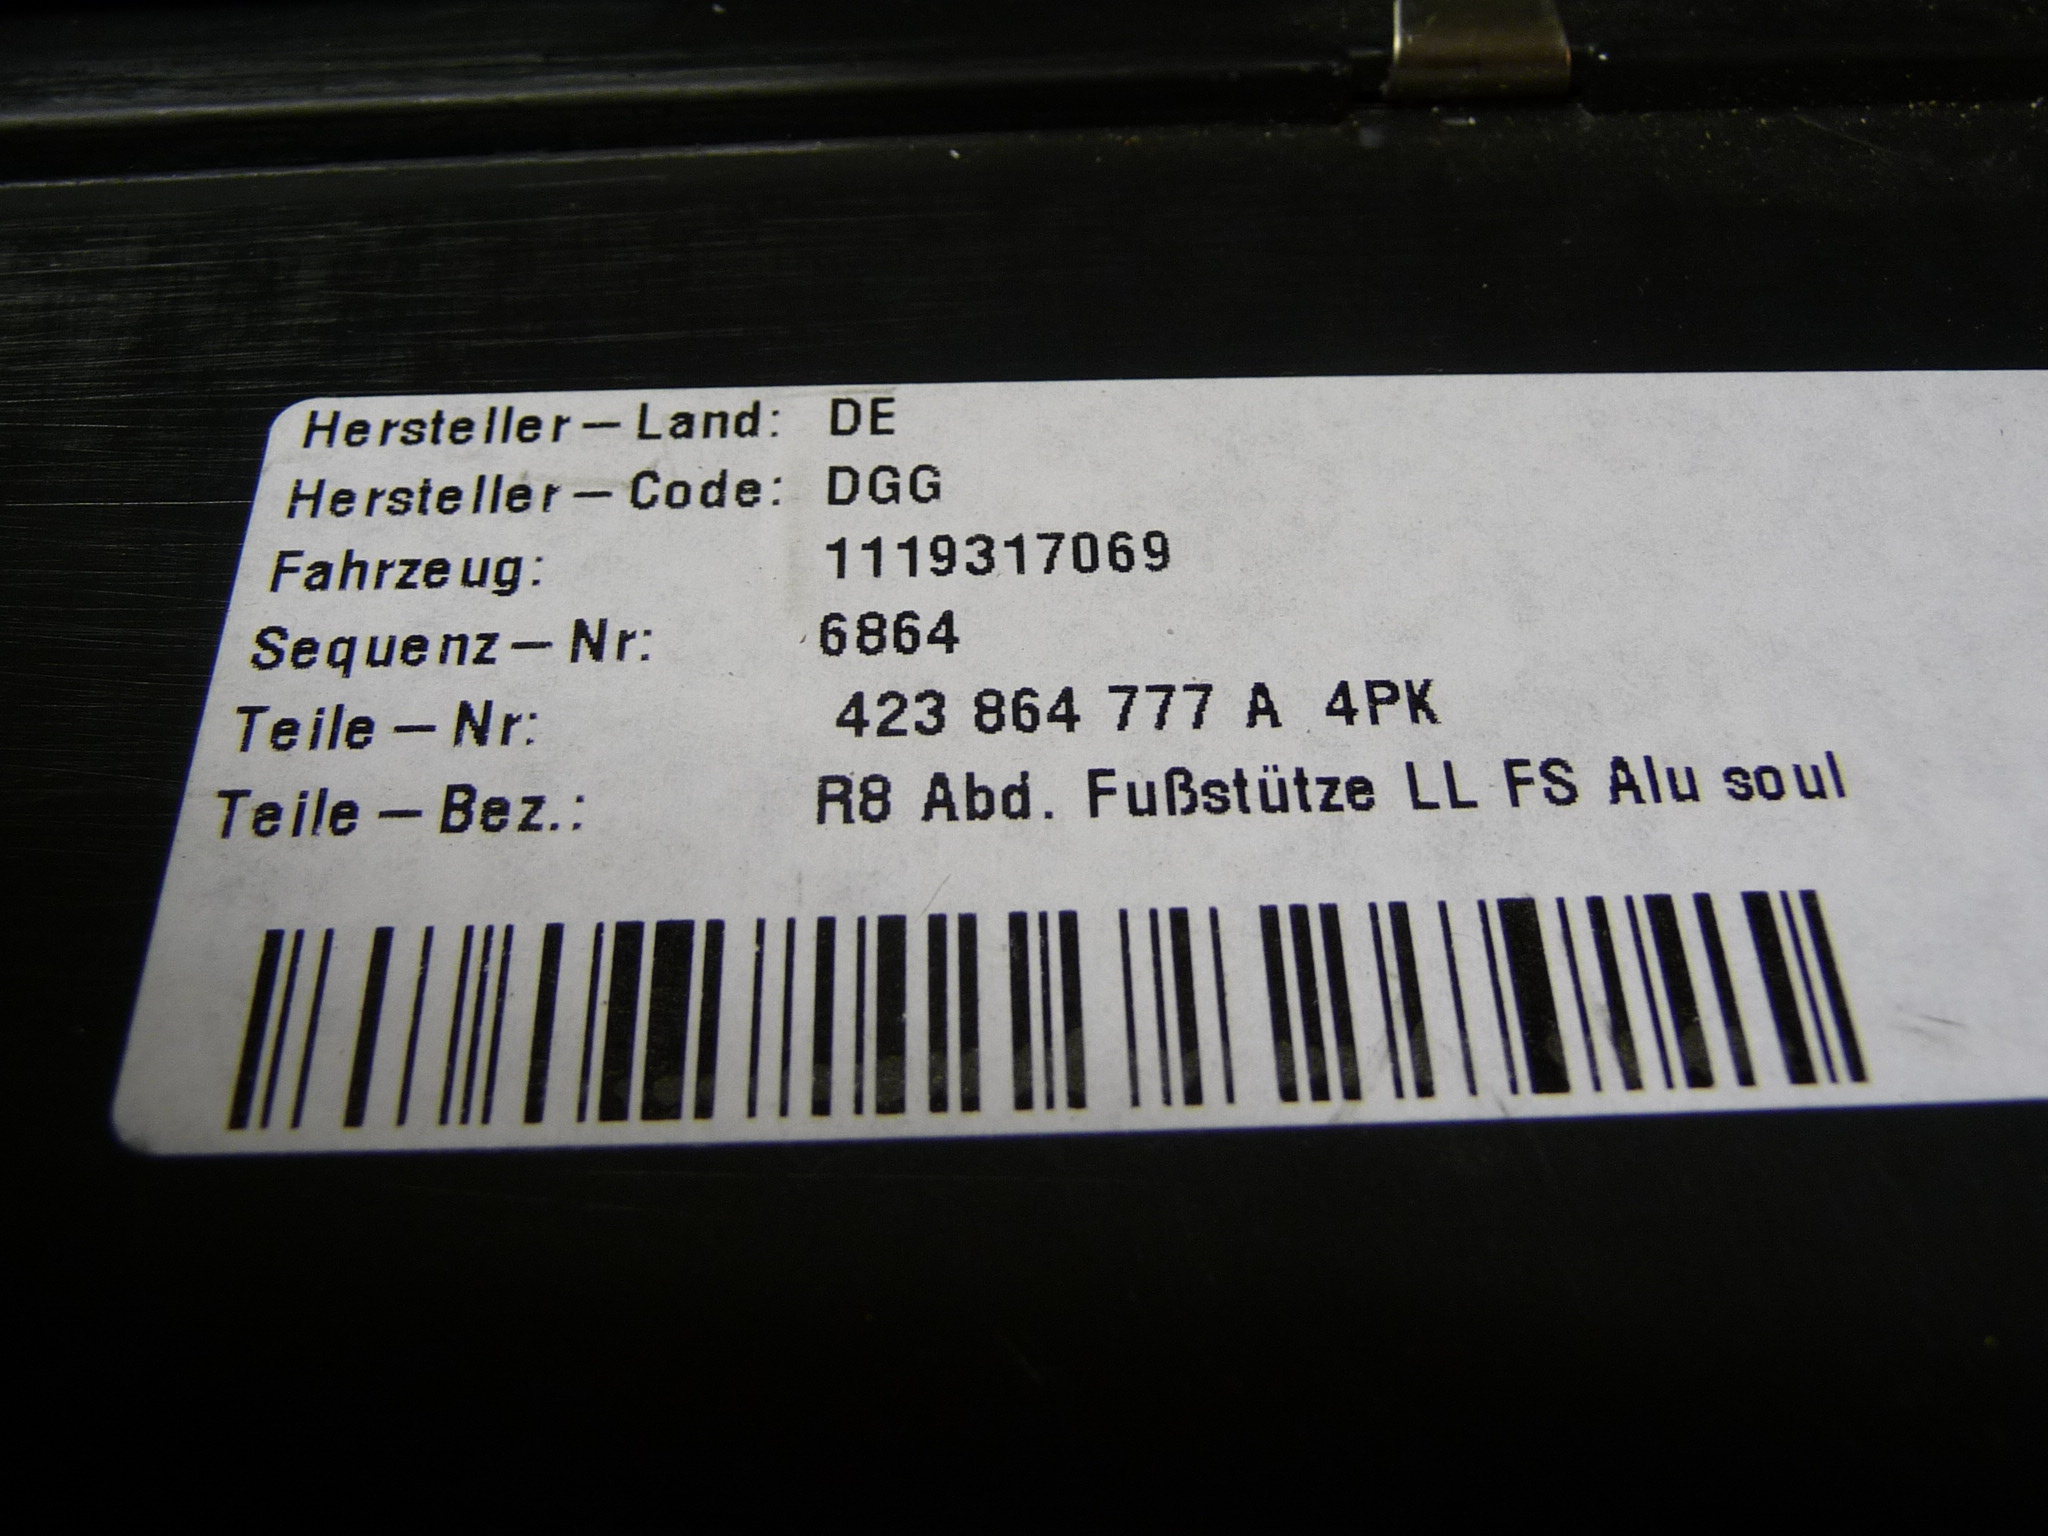 Hersteller-Land: DE
Hersteller-Code: DGG
Fahrzeug: 1119317069
Sequenz-Nr: 6864
Teile-Nr: 423 864 777 A 4PK
Teile-Bez.: R8 Abd. Fußstütze LL FS Alu soul